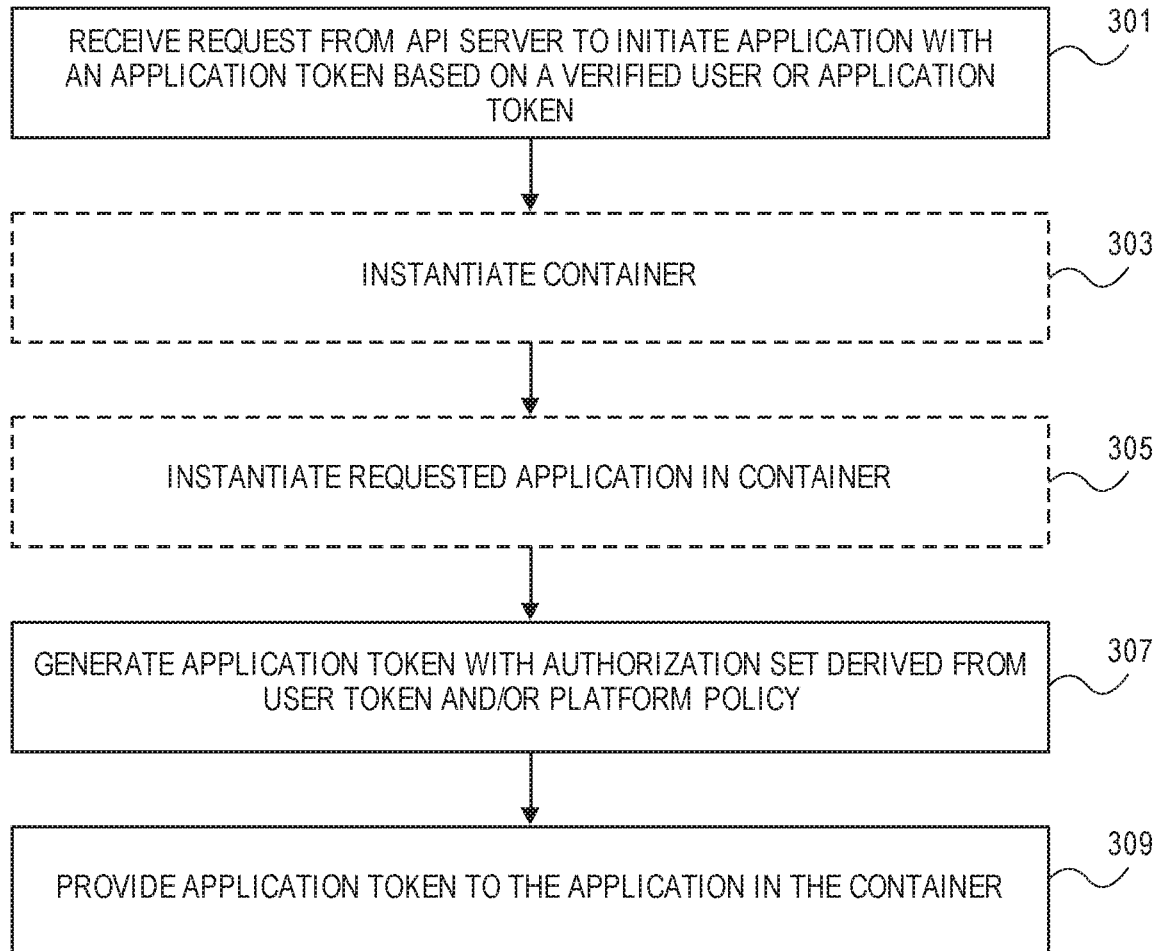 301
RECEIVE REQUEST FROM API SERVER TO INITIATE APPLICATION WITH
AN APPLICATION TOKEN BASED ON A VERIFIED USER OR APPLICATION
TOKEN
303
INSTANTIATE CONTAINER
305
INSTANTIATE REQUESTED APPLICATION IN CONTAINER
307
GENERATE APPLICATION TOKEN WITH AUTHORIZATION SET DERIVED FROM
USER TOKEN AND/OR PLATFORM POLICY
309
PROVIDE APPLICATION TOKEN TO THE APPLICATION IN THE CONTAINER